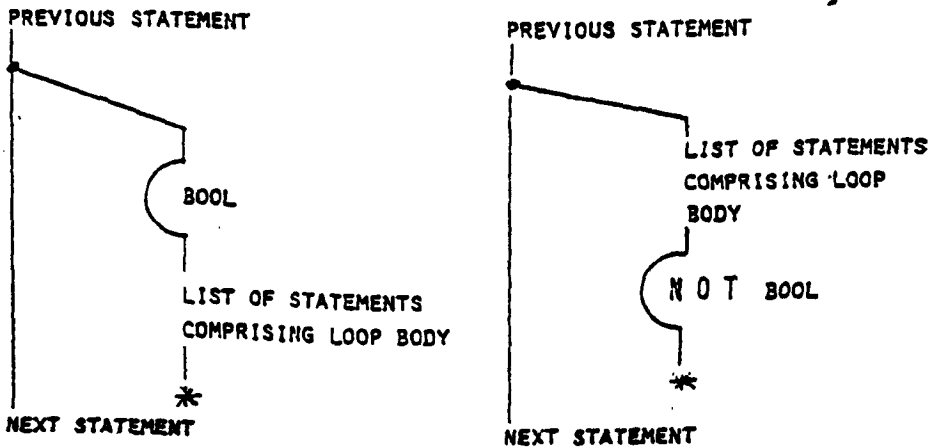 PREVIOUS STATEMENT
BOOL
LIST OF STATEMENTS
COMPRISING LOOP BODY
*
NEXT STATEMENT
PREVIOUS STATEMENT
LIST OF STATEMENTS
COMPRISING LOOP
BODY
NOT BOOL
*
NEXT STATEMENT